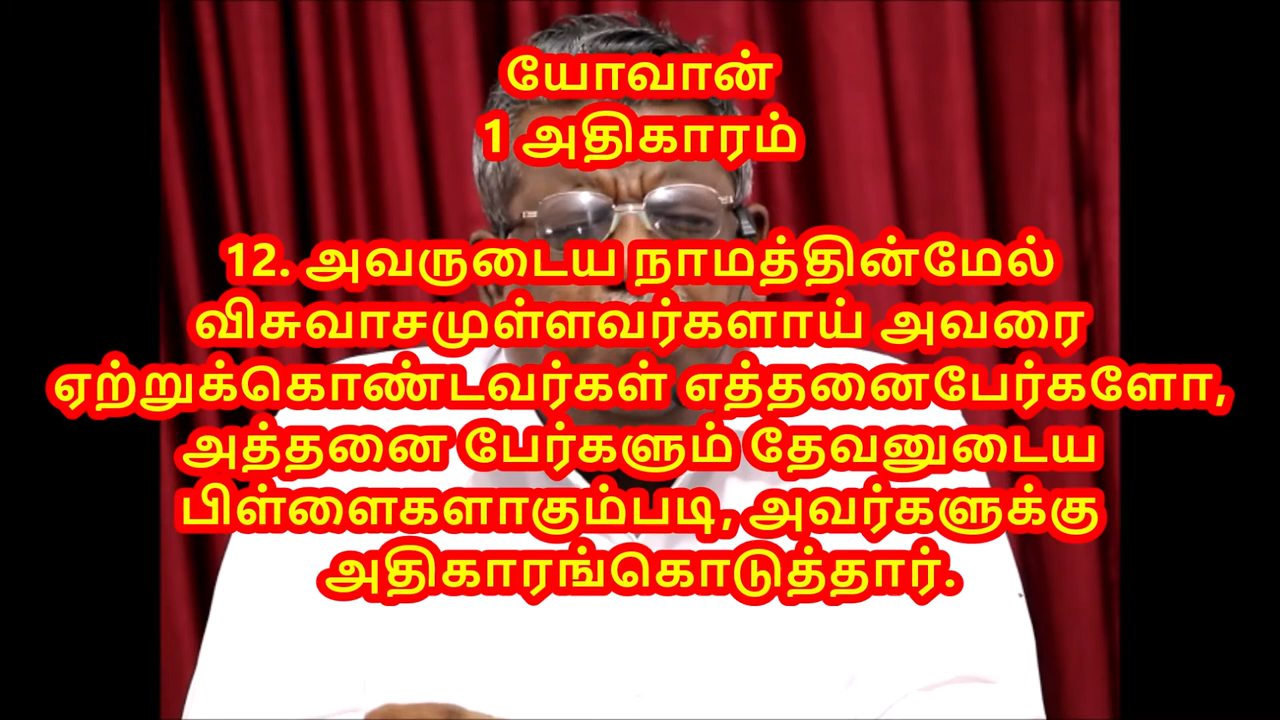 யோவான்
1 அதிகாரம்
12. அவருடைய நாமத்தின்மேல்
விசுவாசமுள்ளவர்களாய் அவரை
ஏற்றுக்கொண்டவர்கள் எத்தனைபேர்களோ,
அத்தனை பேர்களும் தேவனுடைய
பிள்ளைகளாகும்படி, அவர்களுக்கு
அதிகாரங்கொடுத்தார்.